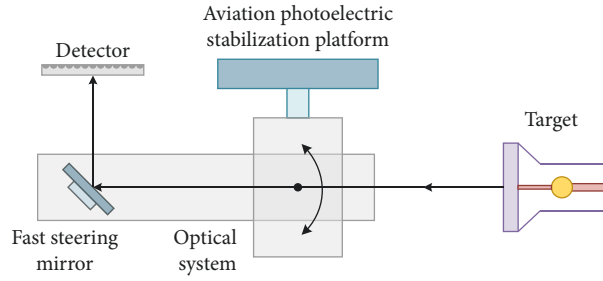 Aviation photoelectric
stabilization platform
Detector
Target
Fast steering
mirror
Optical
system